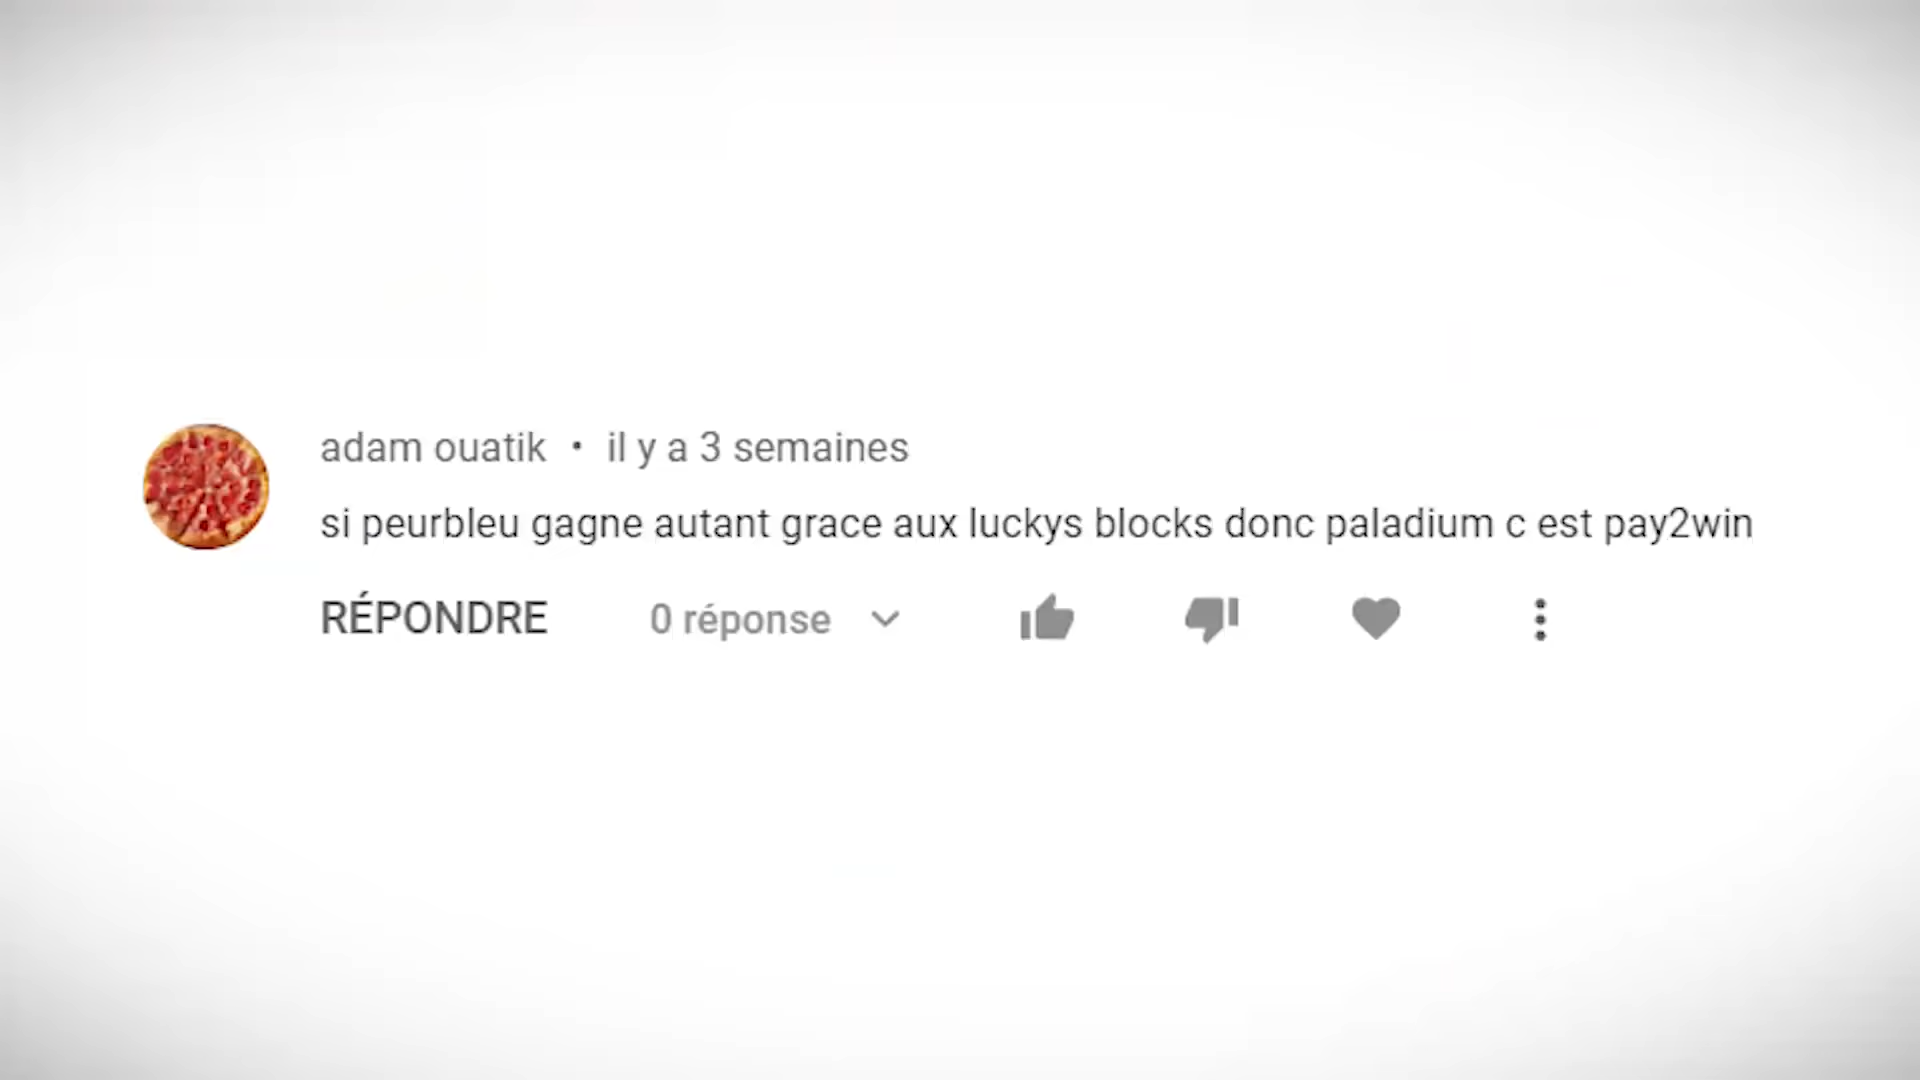 adam ouatik • il y a 3 semaines
si peurbleu gagne autant grace aux luckys blocks donc paladium c est pay2win
RÉPONDRE 0 réponse